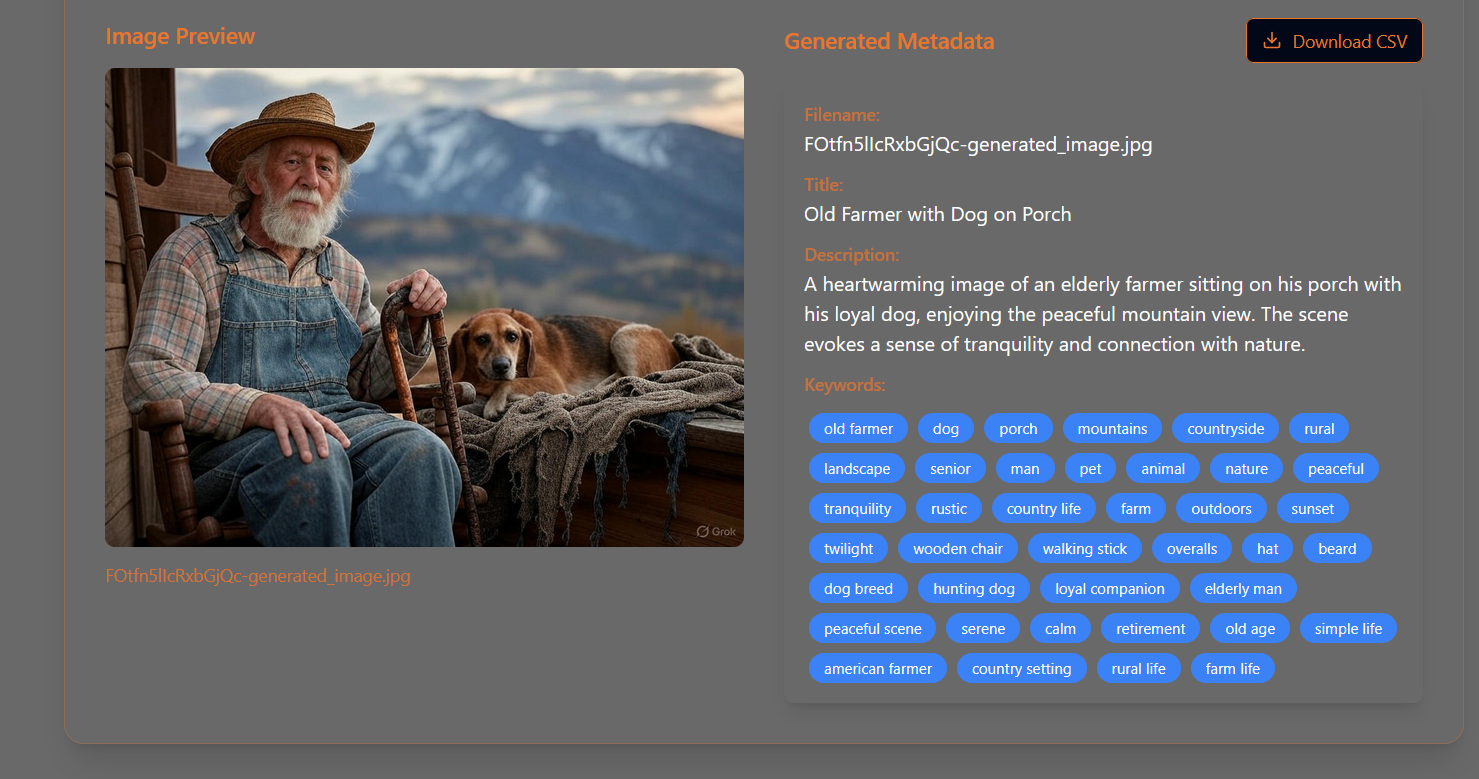 Image Preview
Grok
FOtfn5lIcRxbGjQc-generated_image.jpg
Generated Metadata
Download CSV
Filename:
FOtfn5lIcRxbGjQc-generated_image.jpg
Title:
Old Farmer with Dog on Porch
Description:
A heartwarming image of an elderly farmer sitting on his porch with
his loyal dog, enjoying the peaceful mountain view. The scene
evokes a sense of tranquility and connection with nature.
Keywords:
old farmer dog porch mountains countryside rural
landscape senior man pet animal nature peaceful
tranquility rustic country life farm outdoors sunset
twilight wooden chair walking stick overalls hat beard
dog breed hunting dog loyal companion elderly man
peaceful scene serene calm retirement old age simple life
american farmer country setting rural life farm life